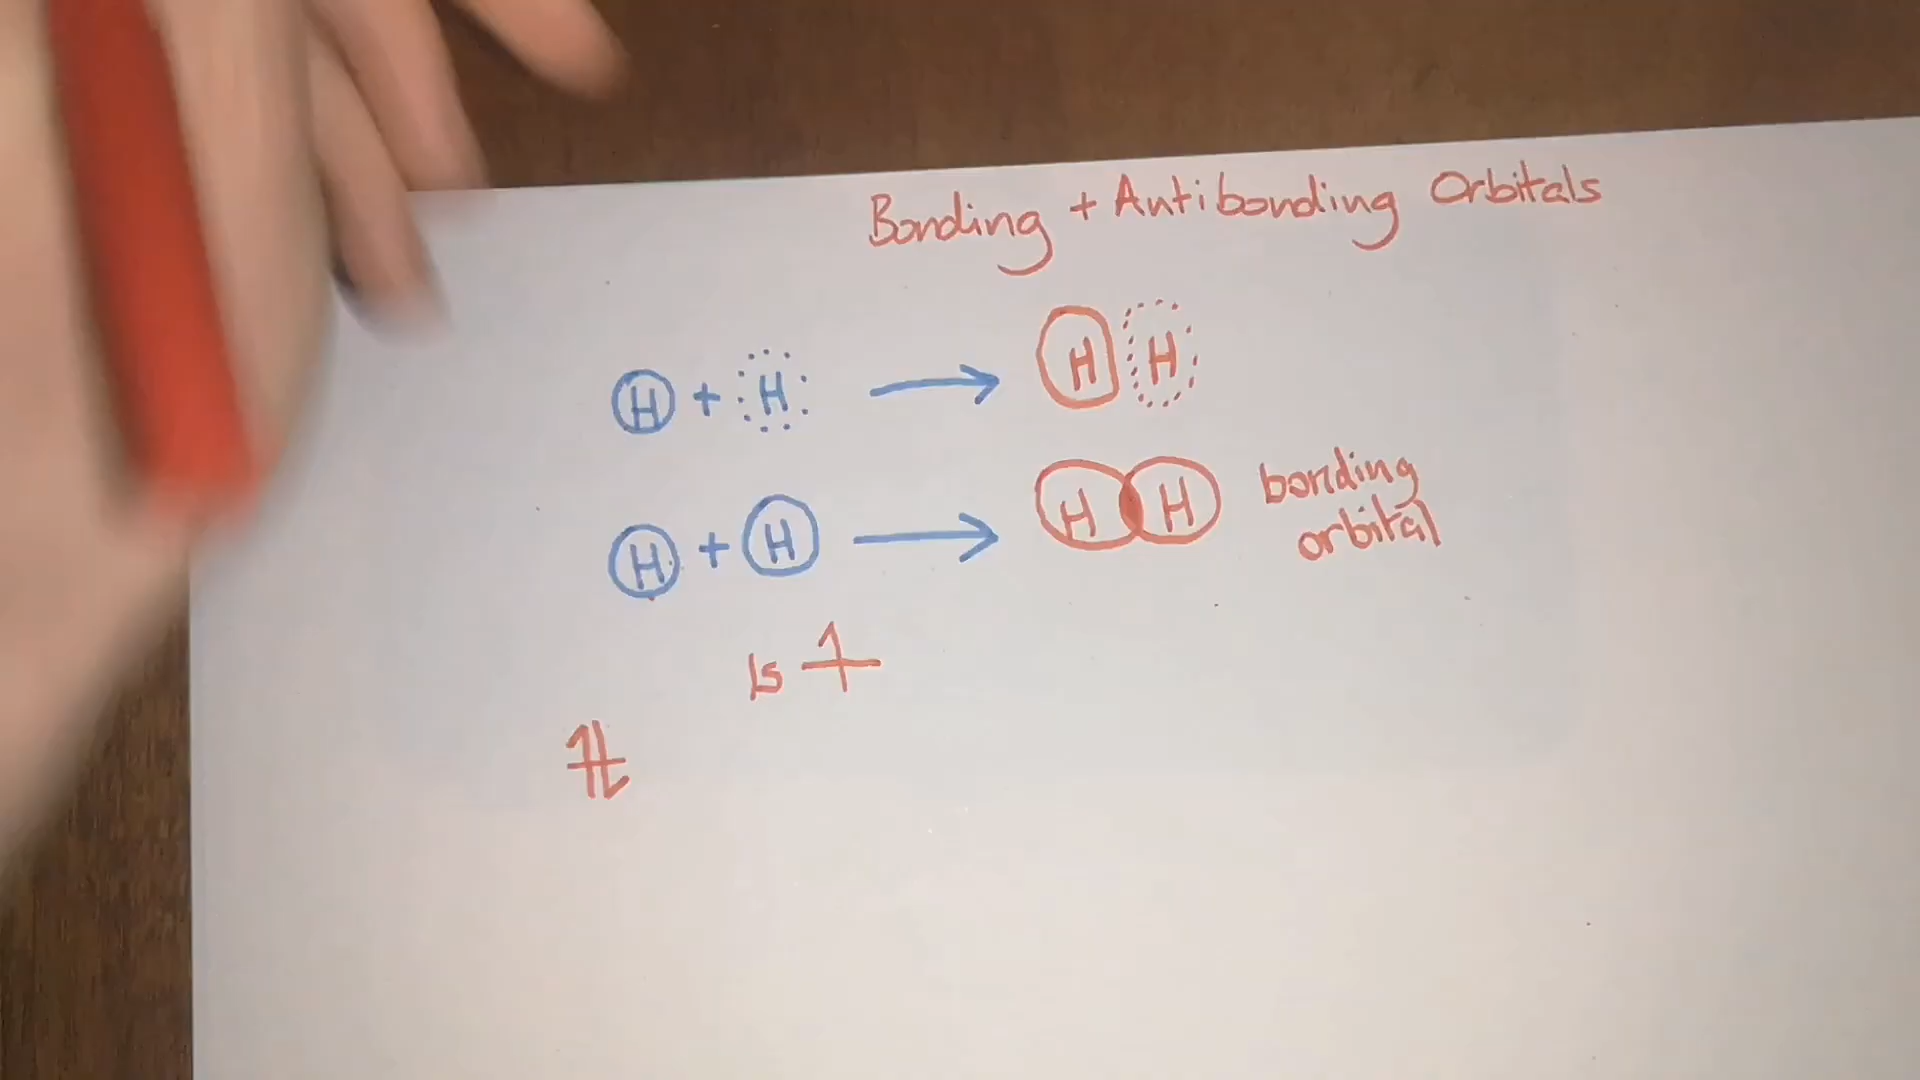 Bonding + Antibonding Orbitals
H + H → H H
H + H → H H bonding
orbital
1s ↿
⇅